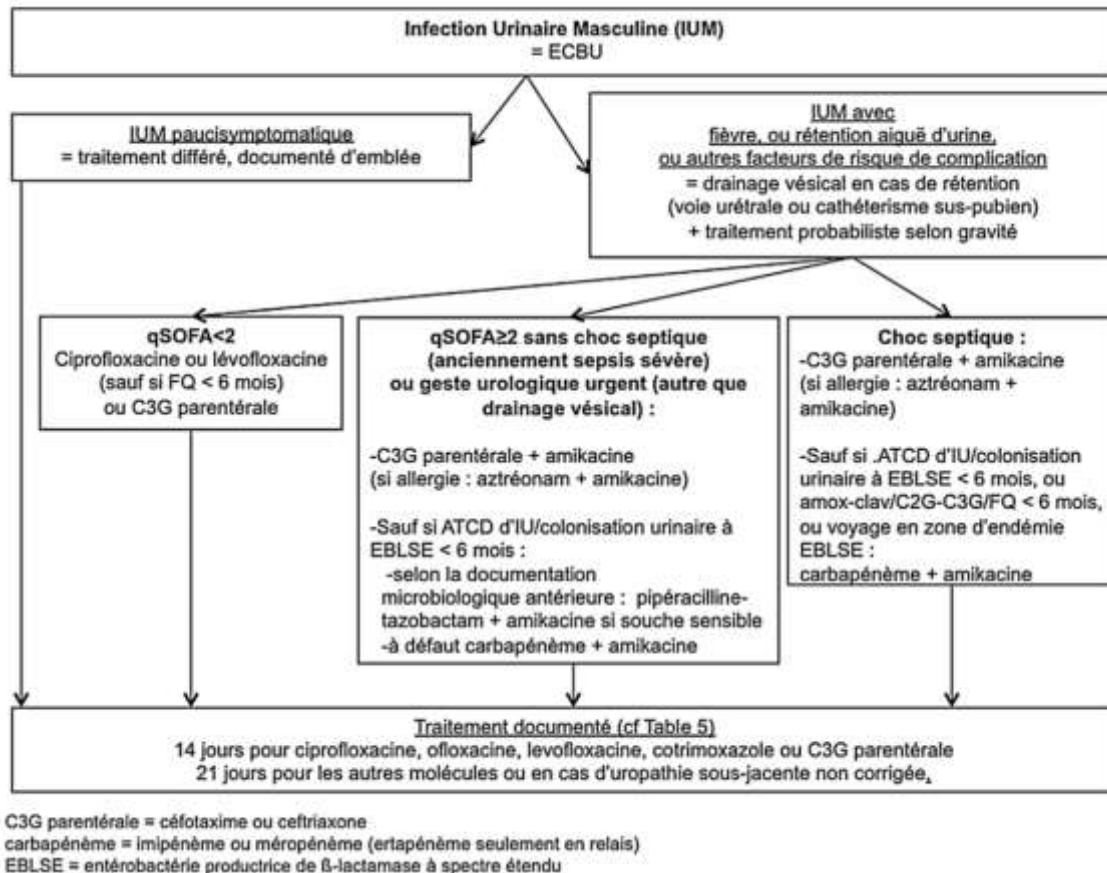 Infection Urinaire Masculine (IUM)
= ECBU
IUM paucisymptomatique
= traitement différé, documenté d'emblée
IUM avec
fièvre, ou rétention aiguë d'urine,
ou autres facteurs de risque de complication
= drainage vésical en cas de rétention
(voie urétrale ou cathéterisme sus-pubien)
+ traitement probabiliste selon gravité
qSOFA<2
Ciprofloxacine ou lévofloxacine
(sauf si FQ < 6 mois)
ou C3G parentérale
qSOFA≥2 sans choc septique
(anciennement sepsis sévère)
ou geste urologique urgent (autre que
drainage vésical) :
-C3G parentérale + amikacine
(si allergie : aztréonam + amikacine)
-Sauf si ATCD d'IU/colonisation urinaire à
EBLSE < 6 mois :
-selon la documentation
microbiologique antérieure : pipéracilline-
tazobactam + amikacine si souche sensible
-à défaut carbapénème + amikacine
Choc septique :
-C3G parentérale + amikacine
(si allergie : aztréonam +
amikacine)
-Sauf si .ATCD d'IU/colonisation
urinaire à EBLSE < 6 mois, ou
amox-clav/C2G-C3G/FQ < 6 mois,
ou voyage en zone d'endémie
EBLSE :
carbapénème + amikacine
Traitement documenté (cf Table 5)
14 jours pour ciprofloxacine, ofloxacine, levofloxacine, cotrimoxazole ou C3G parentérale
21 jours pour les autres molécules ou en cas d'uropathie sous-jacente non corrigée.
C3G parentérale = céfotaxime ou ceftriaxone
carbapénème = imipénème ou méropénème (ertapénème seulement en relais)
EBLSE = entérobactérie productrice de ß-lactamase à spectre étendu